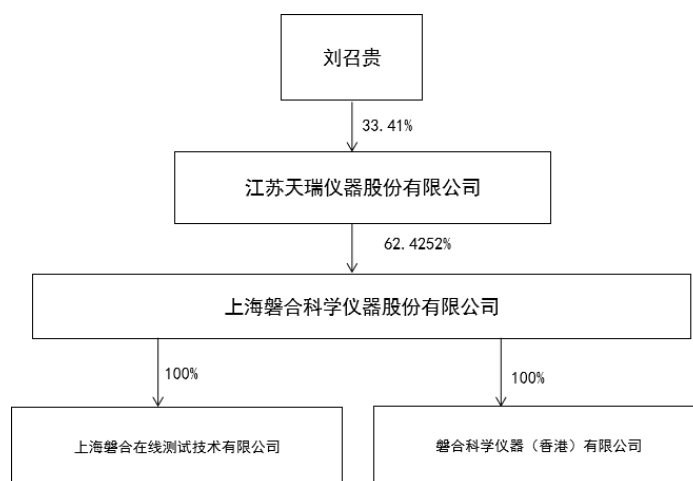 刘召贵
33.41%
江苏天瑞仪器股份有限公司
62.4252%
上海磐合科学仪器股份有限公司
100%
100%
上海磐合在线测试技术有限公司
磐合科学仪器（香港）有限公司